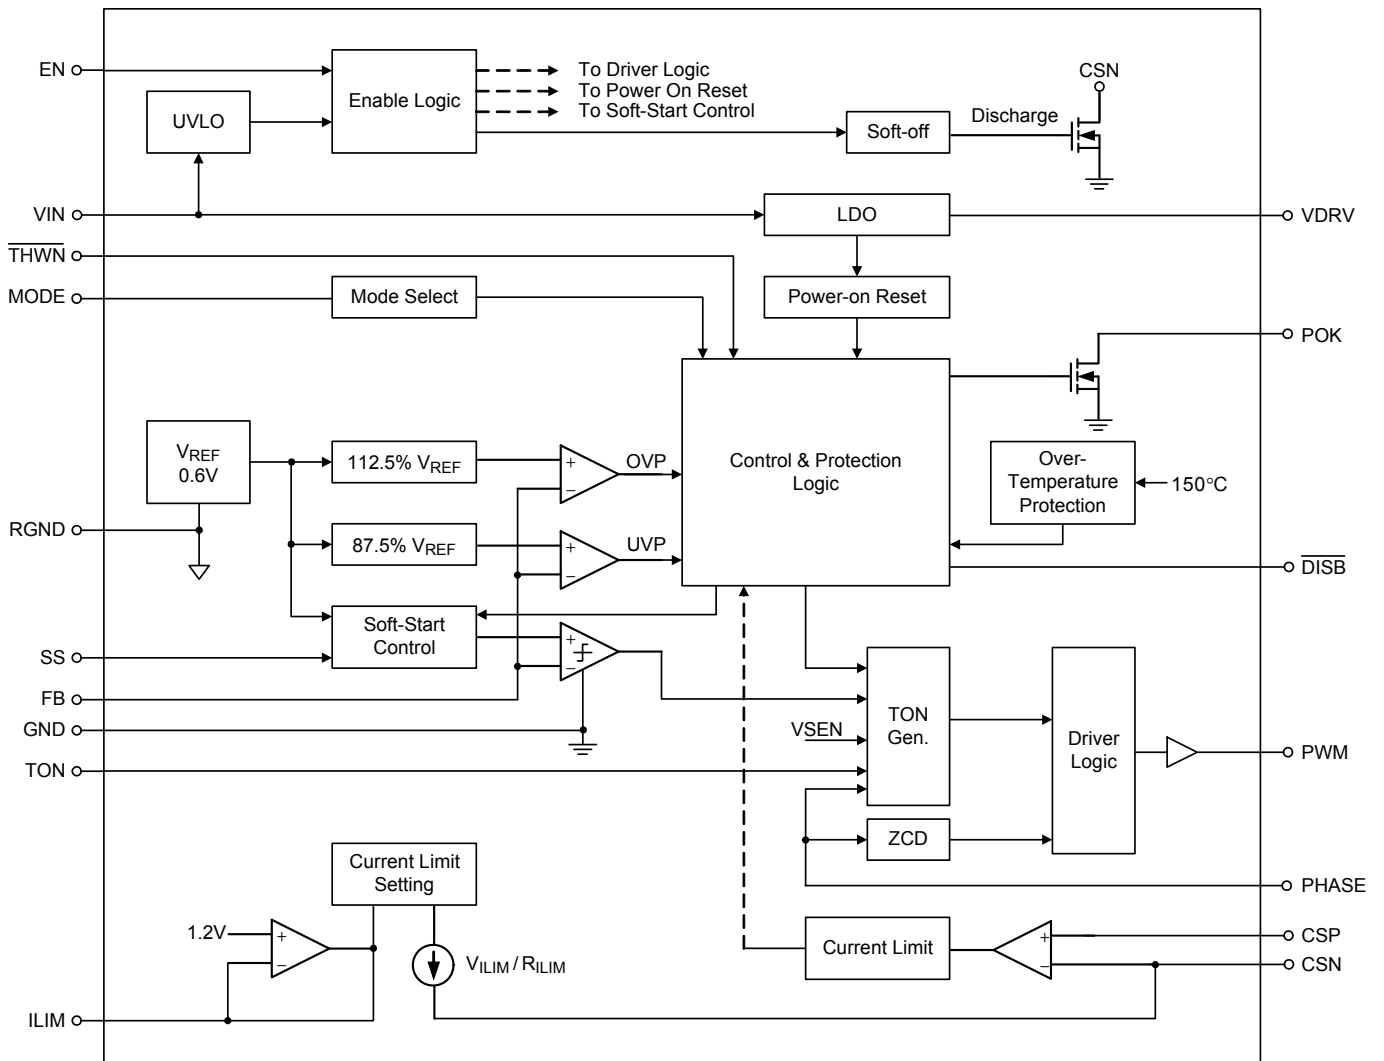 EN
UVLO
Enable Logic
To Driver Logic
To Power On Reset
To Soft-Start Control
Soft-off
Discharge
CSN
VIN
LDO
VDRV
THWN
MODE
Mode Select
Power-on Reset
POK
VREF
0.6V
112.5% VREF
+
−
OVP
Control & Protection
Logic
Over-
Temperature
Protection
150°C
RGND
87.5% VREF
+
−
UVP
DISB
Soft-Start
Control
+
−
SS
FB
GND
TON
VSEN
TON
Gen.
Driver
Logic
PWM
ZCD
PHASE
Current Limit
Setting
1.2V
+
−
VILIM / RILIM
Current Limit
+
−
CSP
CSN
ILIM